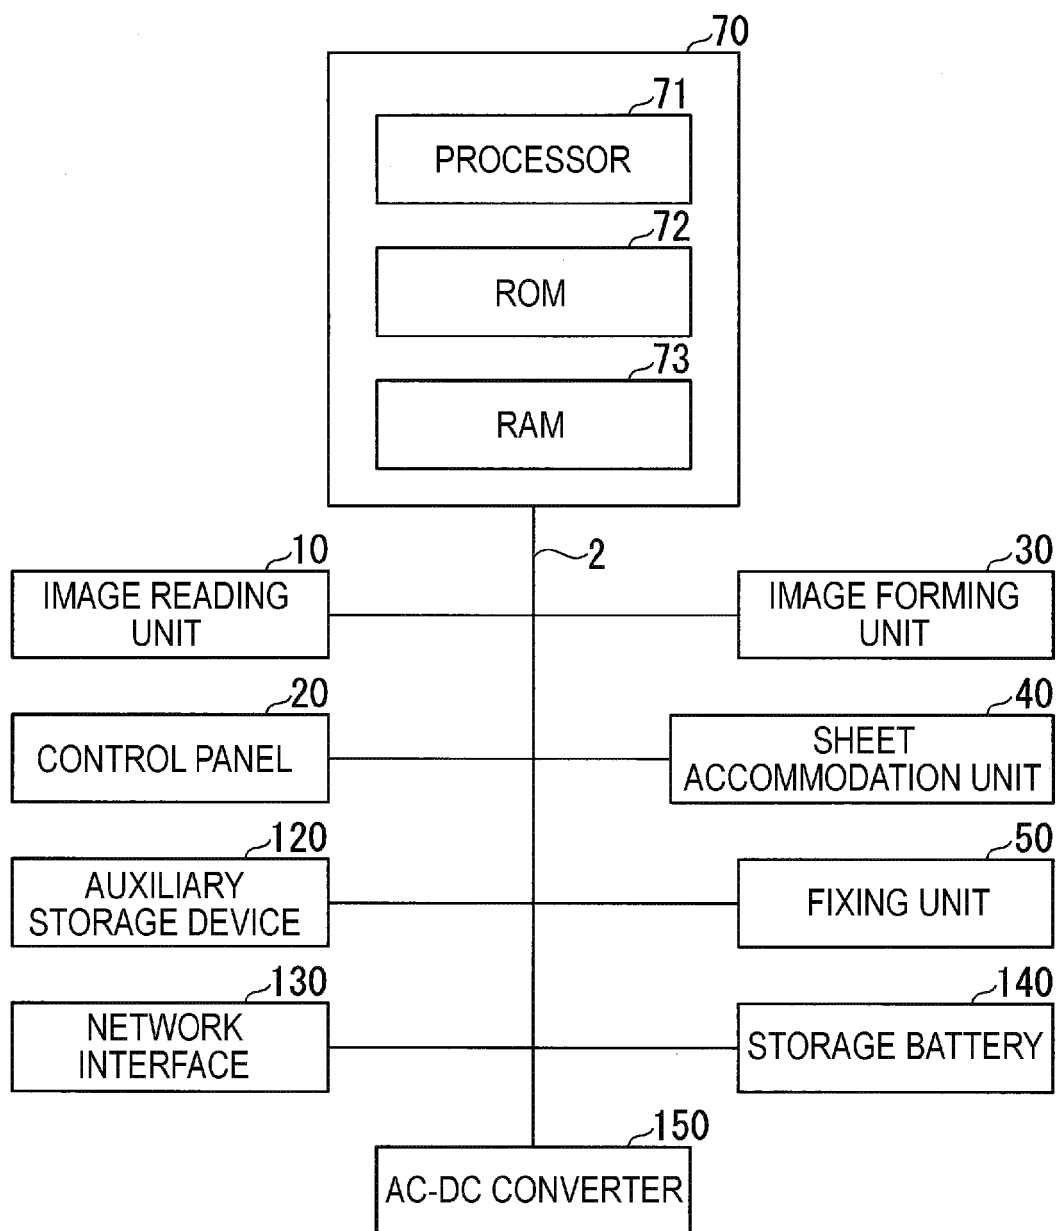 70
71
PROCESSOR
72
ROM
73
RAM
2
10
IMAGE READING
UNIT
30
IMAGE FORMING
UNIT
20
CONTROL PANEL
40
SHEET
ACCOMMODATION UNIT
120
AUXILIARY
STORAGE DEVICE
50
FIXING UNIT
130
NETWORK
INTERFACE
140
STORAGE BATTERY
150
AC-DC CONVERTER